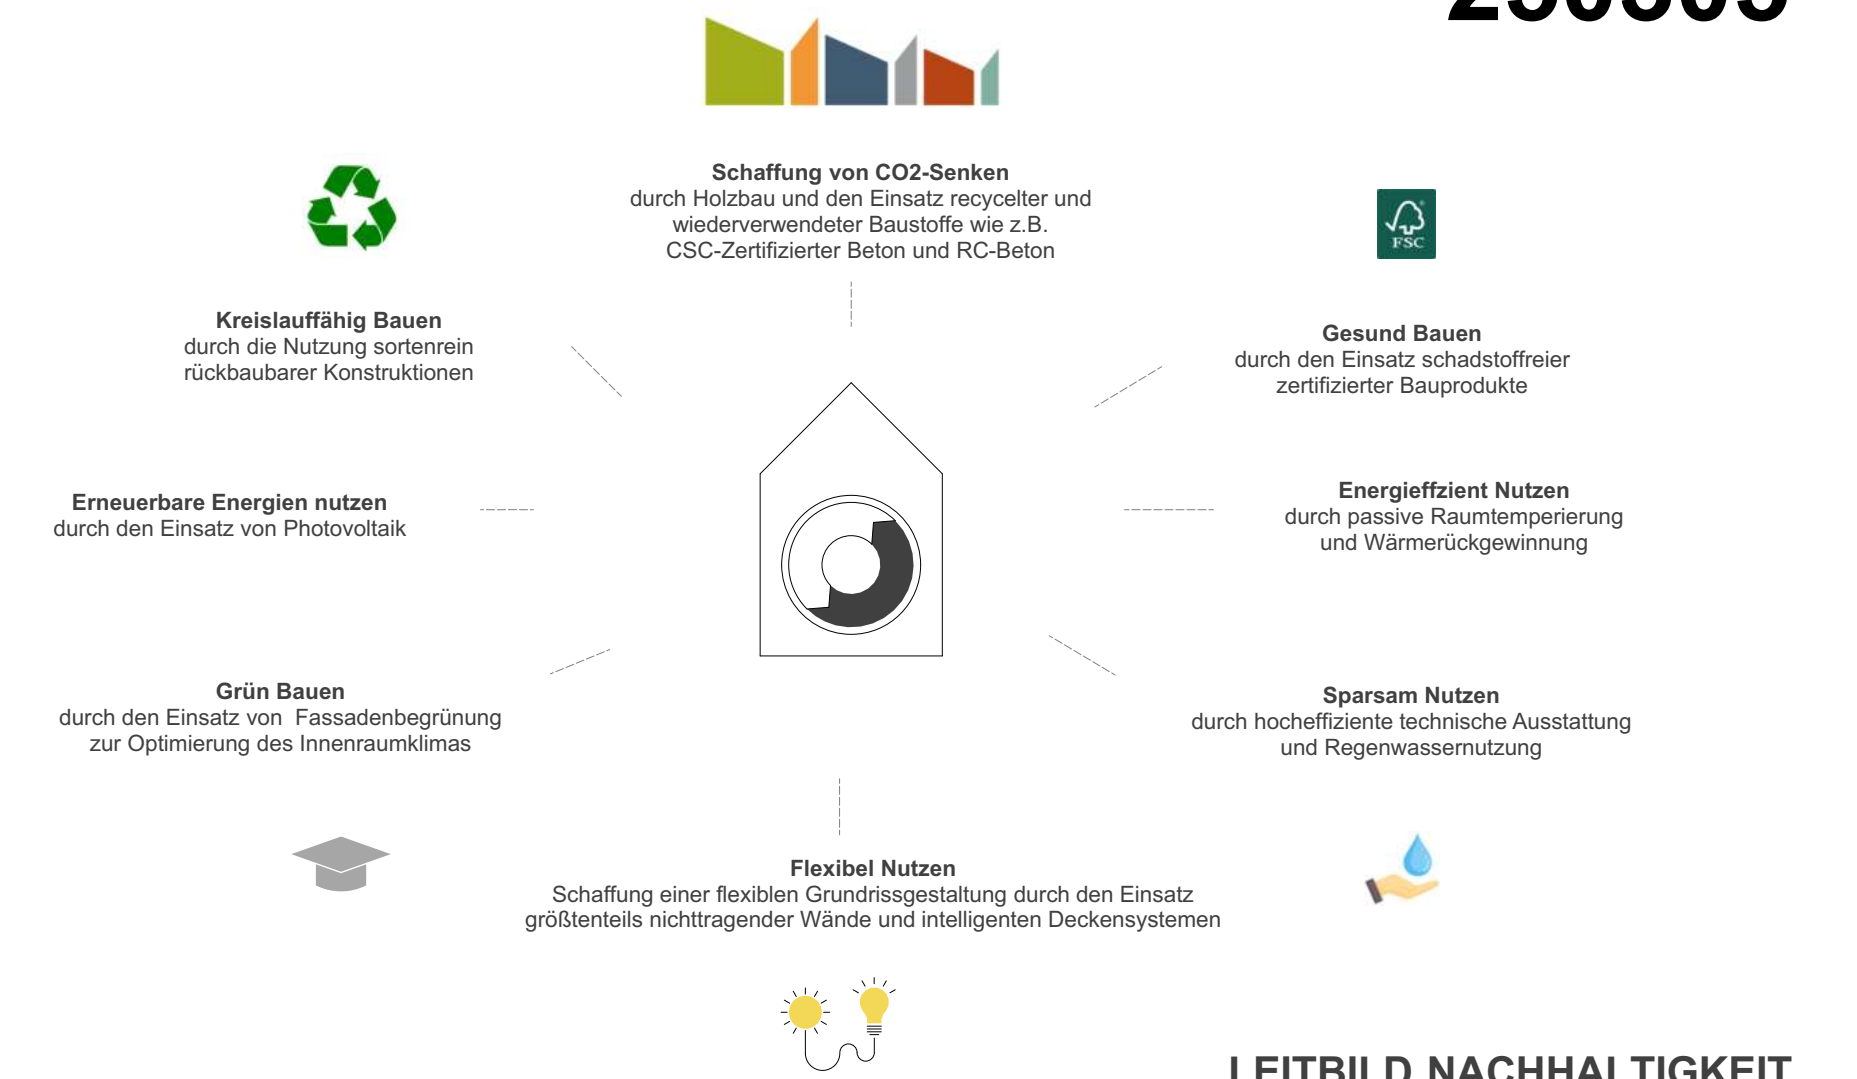 250505
Schaffung von CO2-Senken
durch Holzbau und den Einsatz recycelter und
wiederverwendeter Baustoffe wie z.B.
CSC-Zertifizierter Beton und RC-Beton
FSC
Kreislauffähig Bauen
durch die Nutzung sortenrein
rückbaubarer Konstruktionen
Gesund Bauen
durch den Einsatz schadstoffreier
zertifizierter Bauprodukte
Erneuerbare Energien nutzen
durch den Einsatz von Photovoltaik
Energieffzient Nutzen
durch passive Raumtemperierung
und Wärmerückgewinnung
Grün Bauen
durch den Einsatz von Fassadenbegrünung
zur Optimierung des Innenraumklimas
Sparsam Nutzen
durch hocheffiziente technische Ausstattung
und Regenwassernutzung
Flexibel Nutzen
Schaffung einer flexiblen Grundrissgestaltung durch den Einsatz
größtenteils nichttragender Wände und intelligenten Deckensystemen
LEITBILD NACHHALTIGKEIT